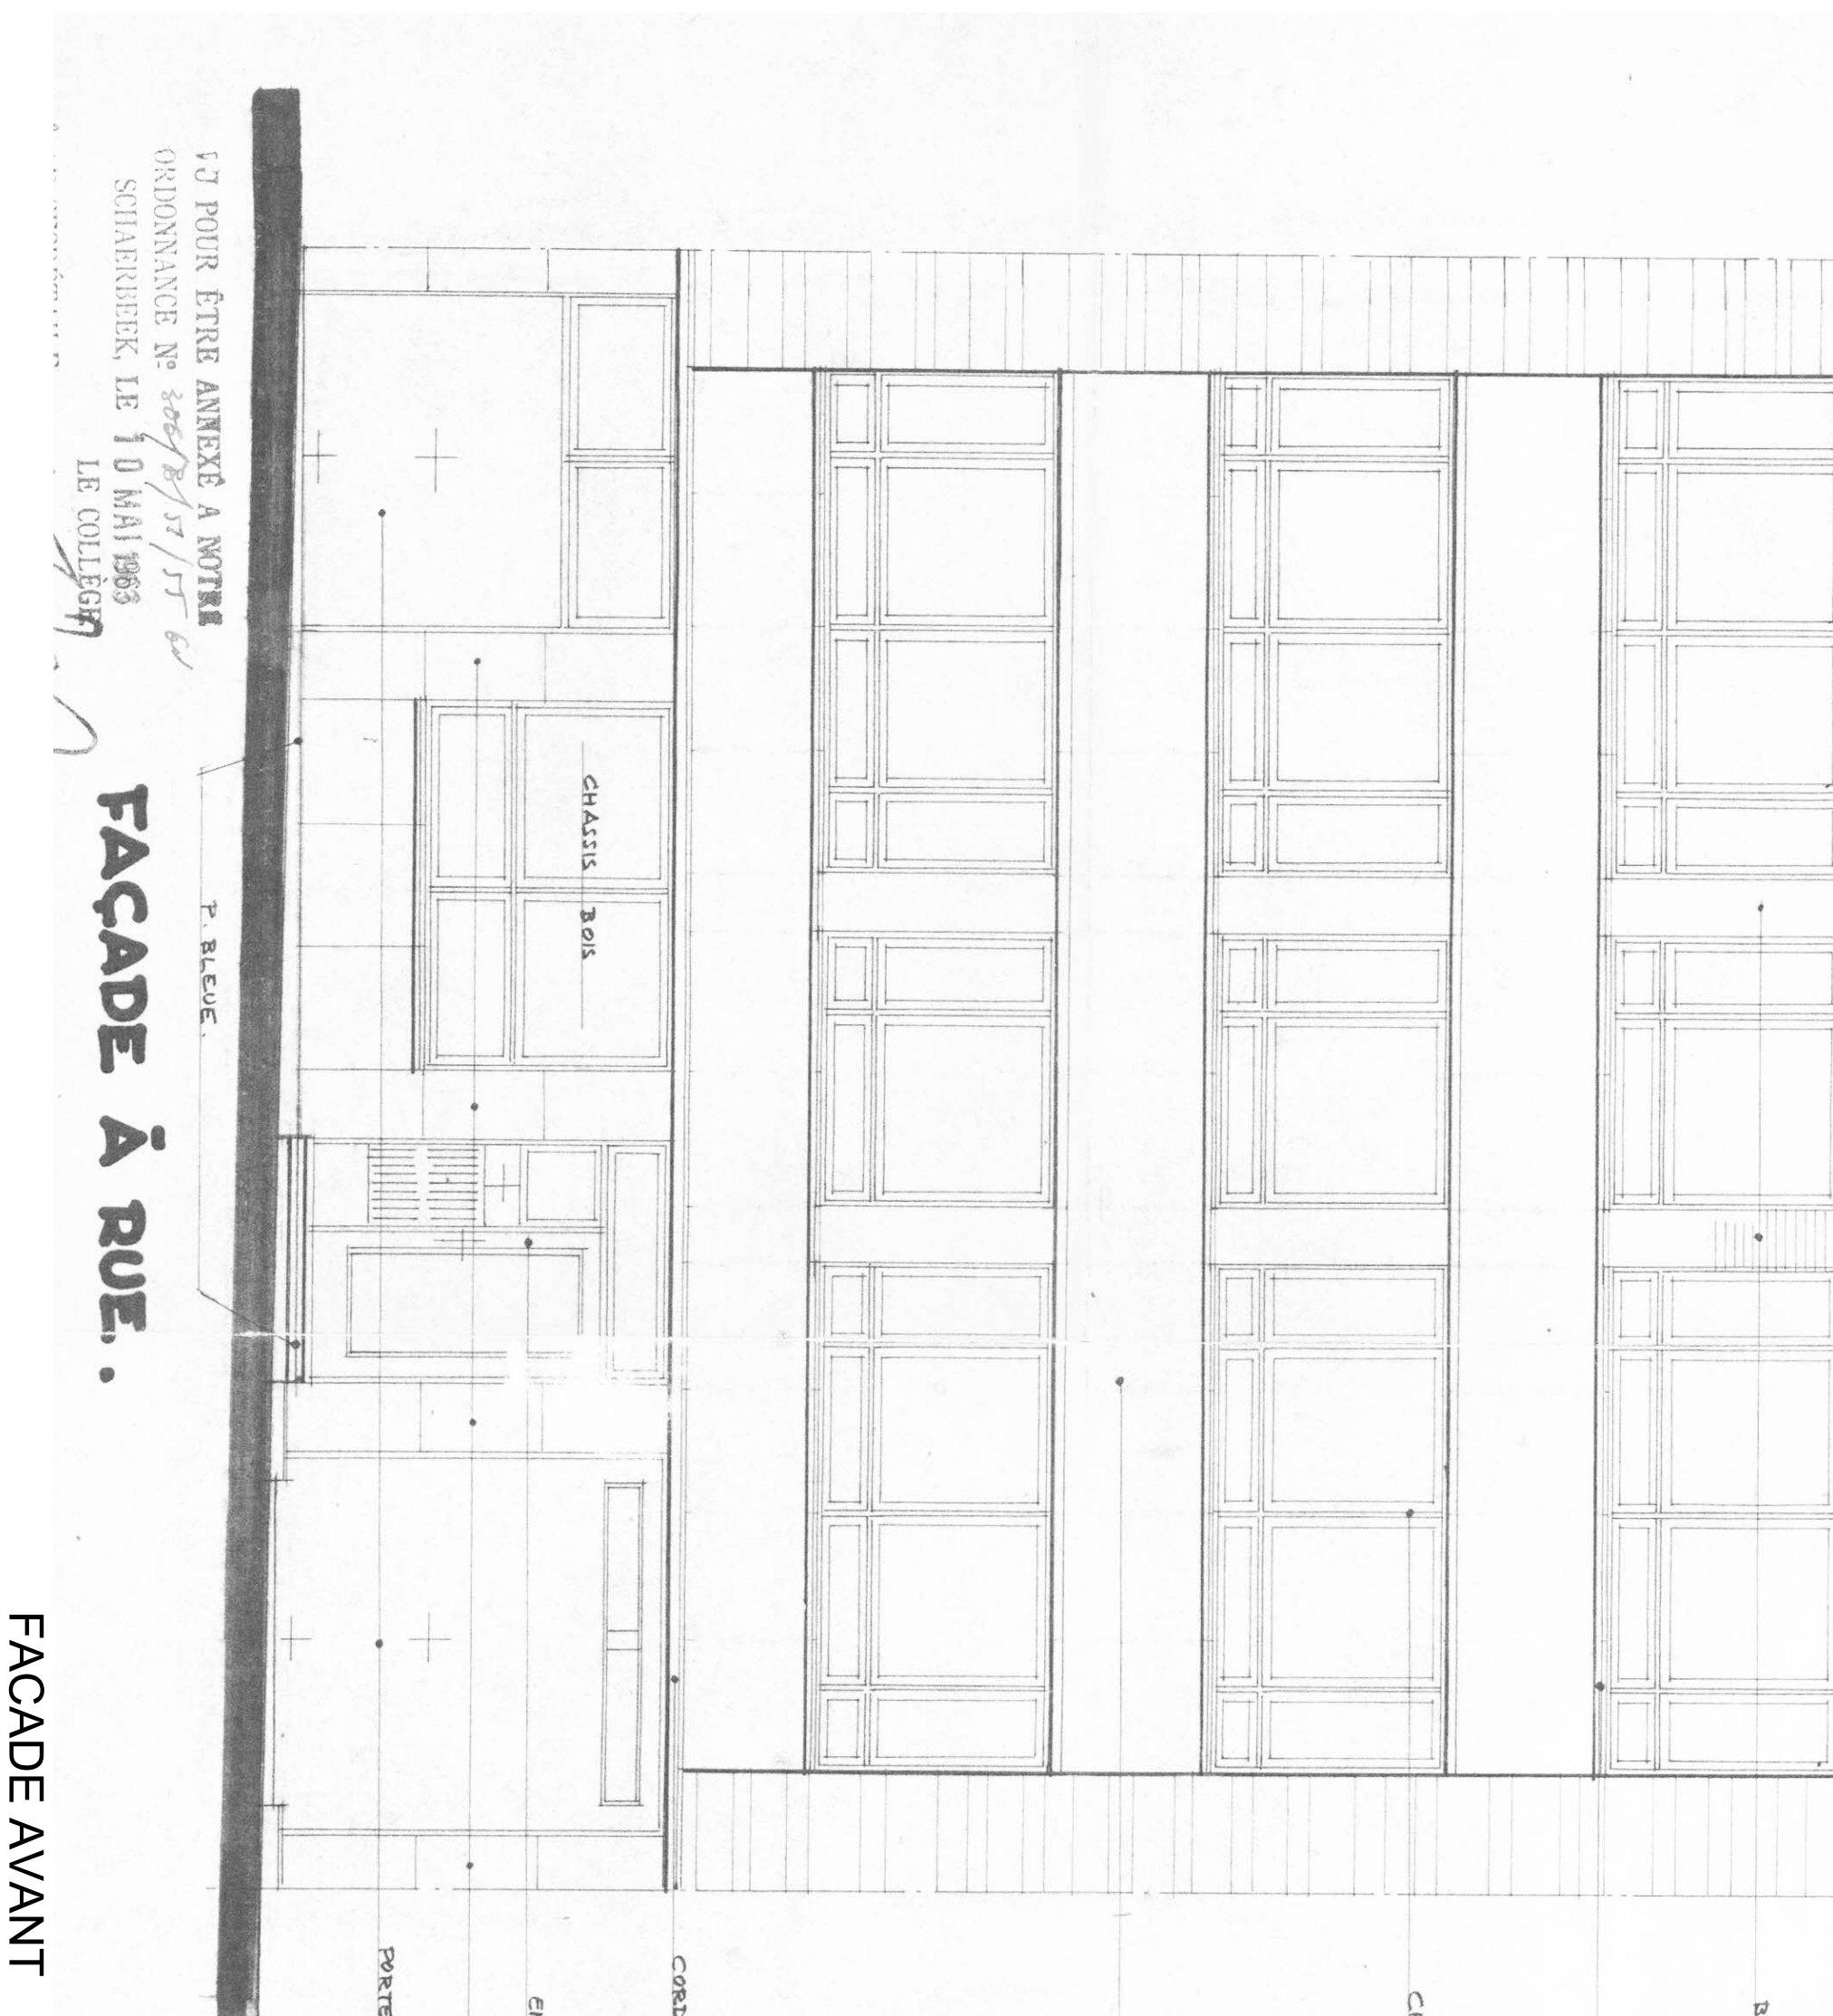 POUR ÊTRE ANNEXÉ A NOTRE
ORDONNANCE Nº
SCHAERBEEK, LE 10 MAI 1963
LE COLLÈGE
P. BLEUE.
CHASSIS BOIS
FAÇADE À RUE.
FACADE AVANT
PORTE
CORD